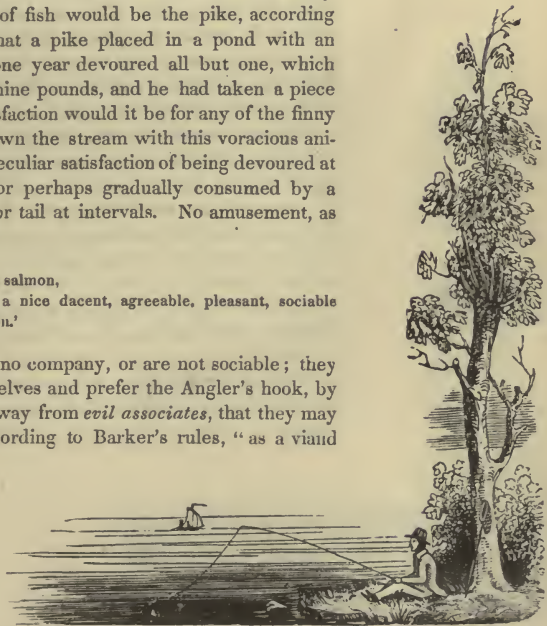 of fish would be the pike, according
hat a pike placed in a pond with an
one year devoured all but one, which
nine pounds, and he had taken a piece
sfaction would it be for any of the finny
wn the stream with this voracious ani-
eculiar satisfaction of being devoured at
or perhaps gradually consumed by a
or tail at intervals. No amusement, as
salmon,
a nice dacent, agreeable, pleasant, sociable
n.'
no company, or are not sociable; they
elves and prefer the Angler's hook, by
way from evil associates, that they may
cording to Barker's rules, "as a viand